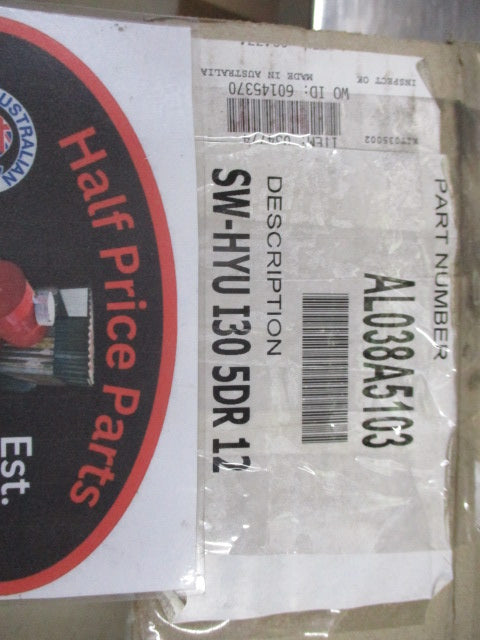 PART NUMBER
AL038A5103
DESCRIPTION
SW-HYU I30 5DR 12
KIT035002
INSPECT OK
WO ID: 60145370
MADE IN AUSTRALIA
Half Price Parts
Est.
AUSTRALIAN